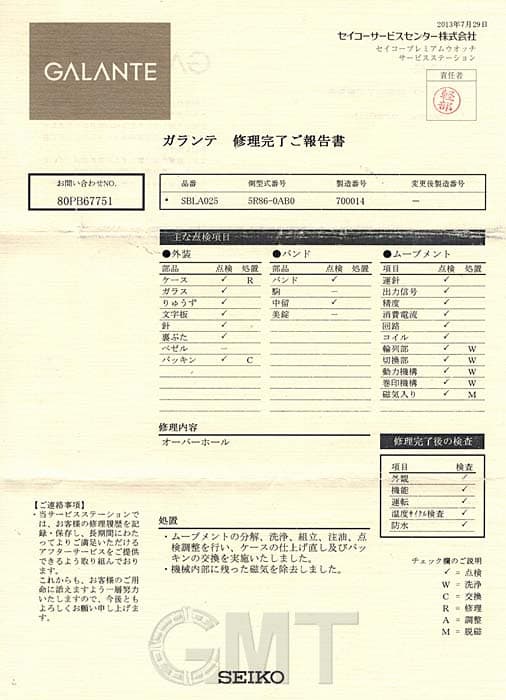 2013年7月29日
セイコーサービスセンター株式会社
セイコープレミアムウオッチ
サービスステーション
GALANTE
責任者
ガランテ 修理完了ご報告書
お問い合わせNO.
80PB67751
品番 側型式番号 製造番号 変更後製造番号
• SBLA025 5R86-0AB0 700014 －
主な点検項目
●外装 ●バンド ●ムーブメント
部品 点検 処置 部品 点検 処置 項目 点検 処置
ケース ✓ R バンド ✓ 運針 ✓
ガラス ✓ 駒 － 出力信号 ✓
りゅうず ✓ 中留 ✓ 精度 ✓
文字板 ✓ 美錠 － 消費電流 ✓
針 ✓ 回路 ✓
裏ぶた ✓ コイル ✓
ベゼル － 輪列部 ✓ W
パッキン ✓ C 切換部 ✓ W
動力機構 ✓ W
巻印機構 ✓ W
磁気入り ✓ M
修理内容
オーバーホール
修理完了後の検査
項目 検査
外観 ✓
機能 ✓
運転 ✓
温度サイクル検査 ✓
防水 ✓
【ご連絡事項】
・当サービスステーションで
は、お客様の修理履歴を記
録・保存し、長期間にわた
ってよりご満足いただける
アフターサービスをご提供
できるよう取り組んでおり
ます。
これからも、お客様のご用
命に添えますよう一層努力
いたしますので、今後とも
よろしくお願い申し上げま
す。
処置
・ムーブメントの分解、洗浄、組立、注油、点
検調整を行い、ケースの仕上げ直し及びパッ
キンの交換を実施いたしました。
・機械内部に残った磁気を除去しました。
チェック欄のご説明
✓ = 点検
W = 洗浄
C = 交換
R = 修理
A = 調整
M = 脱磁
GMT
SEIKO